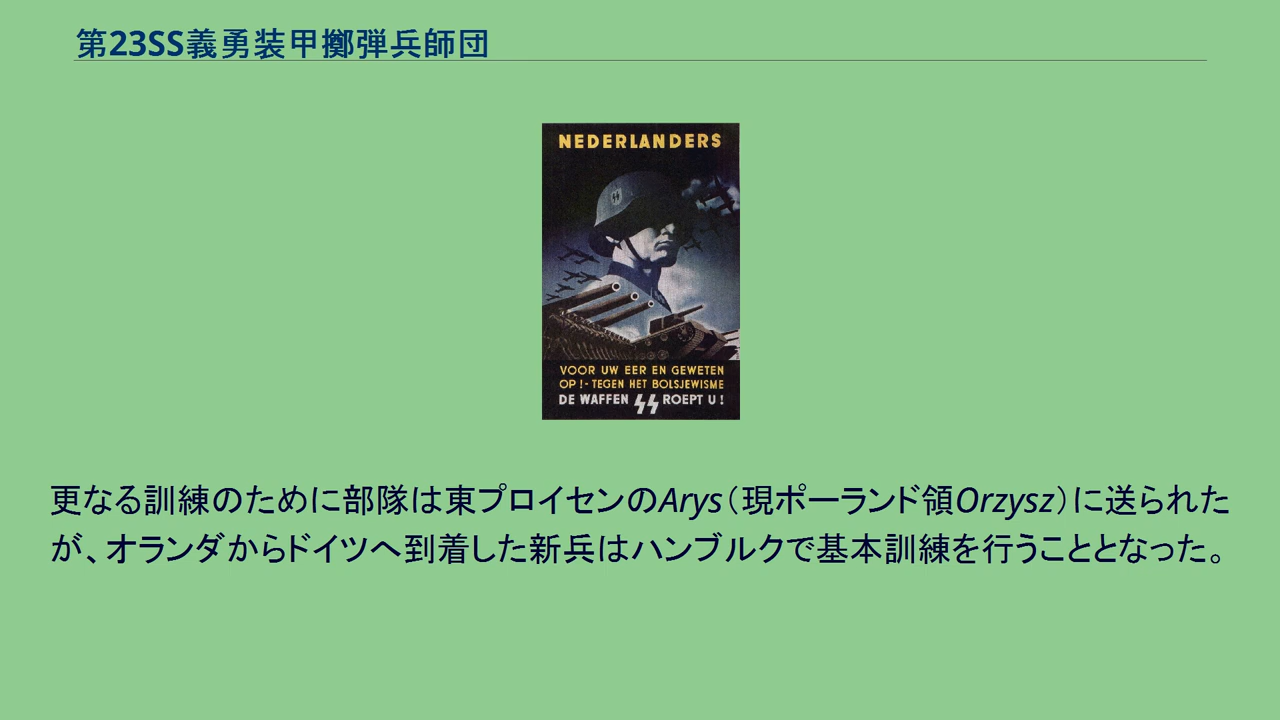 第23SS義勇装甲擲弾兵師団
NEDERLANDERS
VOOR UW EER EN GEWETEN
OP!- TEGEN HET BOLSJEWISME
DE WAFFEN SS ROEPT U!
更なる訓練のために部隊は東プロイセンのArys（現ポーランド領Orzysz）に送られた
が、オランダからドイツへ到着した新兵はハンブルクで基本訓練を行うこととなった。